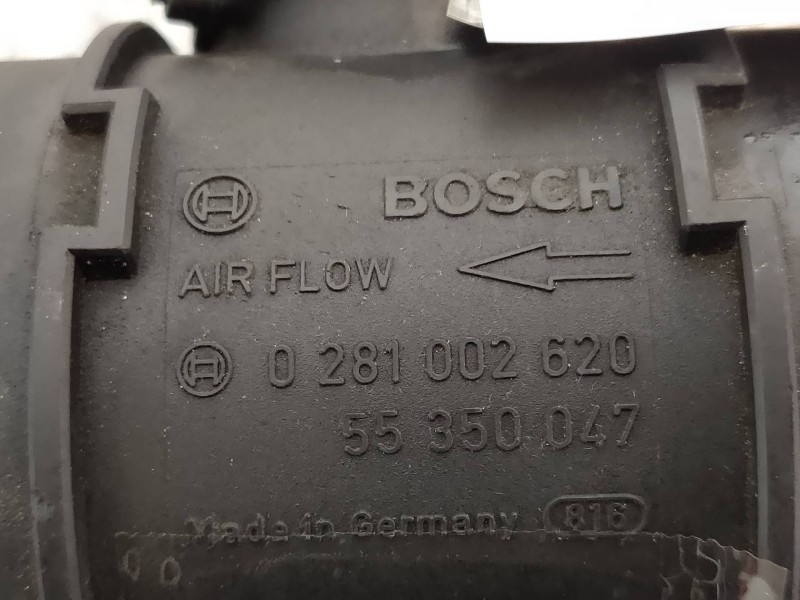 BOSCH
AIR FLOW
0 281 002 620
55 350 047
Made in Germany 816